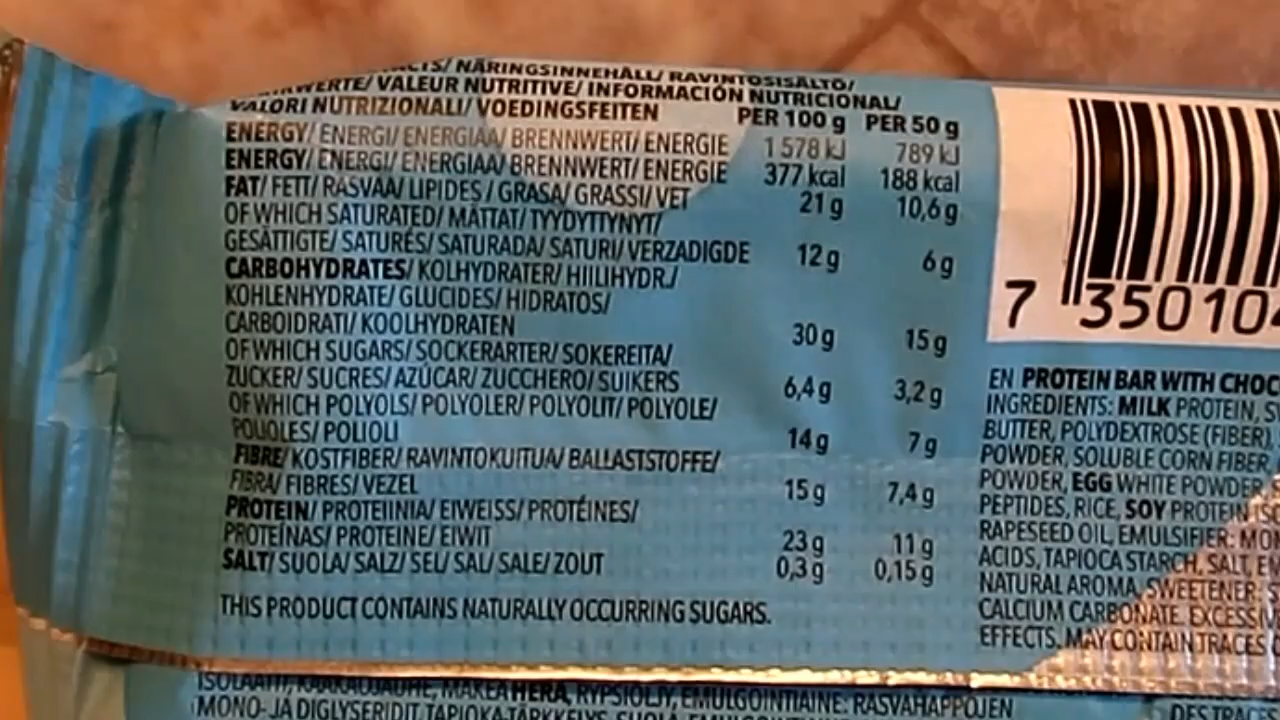 NÄRINGSINNEHÅLL/ RAVINTOSISÄLTÖ/
VALEUR NUTRITIVE/ INFORMACIÓN NUTRICIONAL/
VALORI NUTRIZIONALI/ VOEDINGSFEITEN PER 100 g PER 50 g
ENERGY/ ENERGI/ ENERGIAA/ BRENNWERT/ ENERGIE 1 578 kJ 789 kJ
ENERGY/ ENERGI/ ENERGIAA/ BRENNWERT/ ENERGIE 377 kcal 188 kcal
FAT/ FETT/ RASVAA/ LIPIDES / GRASA/ GRASSI/ VET 21 g 10,6 g
OF WHICH SATURATED/ MÄTTAT/ TYYDYTTYNYT/
GESÄTTIGTE/ SATURÉS/ SATURADA/ SATURI/ VERZADIGDE 12 g 6 g
CARBOHYDRATES/ KOLHYDRATER/ HIILIHYDR./
KOHLENHYDRATE/ GLUCIDES/ HIDRATOS/
CARBOIDRATI/ KOOLHYDRATEN 30 g 15 g
OF WHICH SUGARS/ SOCKERARTER/ SOKEREITA/
ZUCKER/ SUCRES/ AZÚCAR/ ZUCCHERO/ SUIKERS 6,4 g 3,2 g
OF WHICH POLYOLS/ POLYOLER/ POLYOLIT/ POLYOLE/
POLIOLES/ POLIOLI 14 g 7 g
FIBRE/ KOSTFIBER/ RAVINTOKUITUA/ BALLASTSTOFFE/
FIBRA/ FIBRES/ VEZEL 15 g 7,4 g
PROTEIN/ PROTEIINIA/ EIWEISS/ PROTÉINES/
PROTEÍNAS/ PROTEINE/ EIWIT 23 g 11 g
SALT/ SUOLA/ SALZ/ SEL/ SAL/ SALE/ ZOUT 0,3 g 0,15 g
THIS PRODUCT CONTAINS NATURALLY OCCURRING SUGARS.
7 350104
EN PROTEIN BAR WITH CHOC
INGREDIENTS: MILK PROTEIN, S
BUTTER, POLYDEXTROSE (FIBER),
POWDER, SOLUBLE CORN FIBER,
POWDER, EGG WHITE POWDER
PEPTIDES, RICE, SOY PROTEIN ISO
RAPESEED OIL, EMULSIFIER: MON
ACIDS, TAPIOCA STARCH, SALT, EM
NATURAL AROMA, SWEETENER: S
CALCIUM CARBONATE. EXCESSIV
EFFECTS. MAY CONTAIN TRACES
MAKEA HERA, RYPSIÖLJY, EMULGOINTIAINE: RASVAHAPPOJEN
MONO- JA DIGLYSERIDIT, TAPIOKA-TÄRKKELYS, SUOLA,
DES TRACES